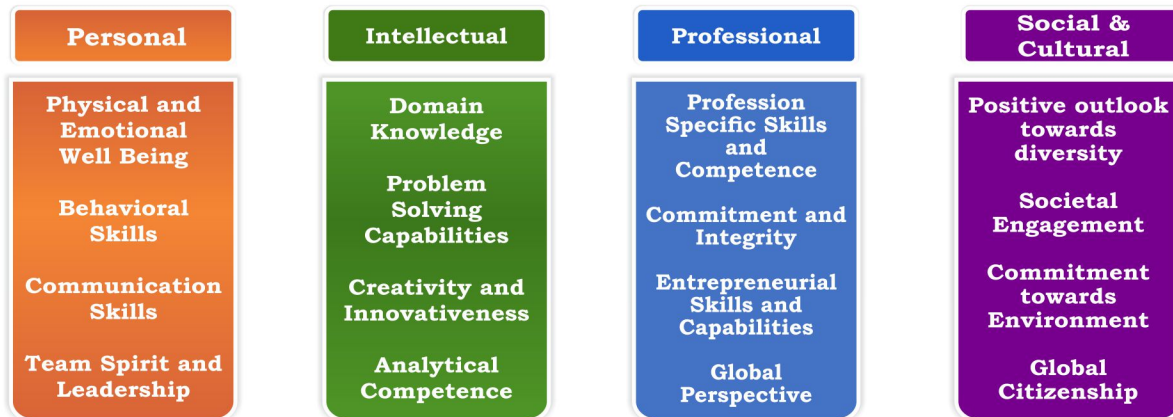 Personal
Physical and
Emotional
Well Being
Behavioral
Skills
Communication
Skills
Team Spirit and
Leadership
Intellectual
Domain
Knowledge
Problem
Solving
Capabilities
Creativity and
Innovativeness
Analytical
Competence
Professional
Profession
Specific Skills
and
Competence
Commitment and
Integrity
Entrepreneurial
Skills and
Capabilities
Global
Perspective
Social &
Cultural
Positive outlook
towards
diversity
Societal
Engagement
Commitment
towards
Environment
Global
Citizenship